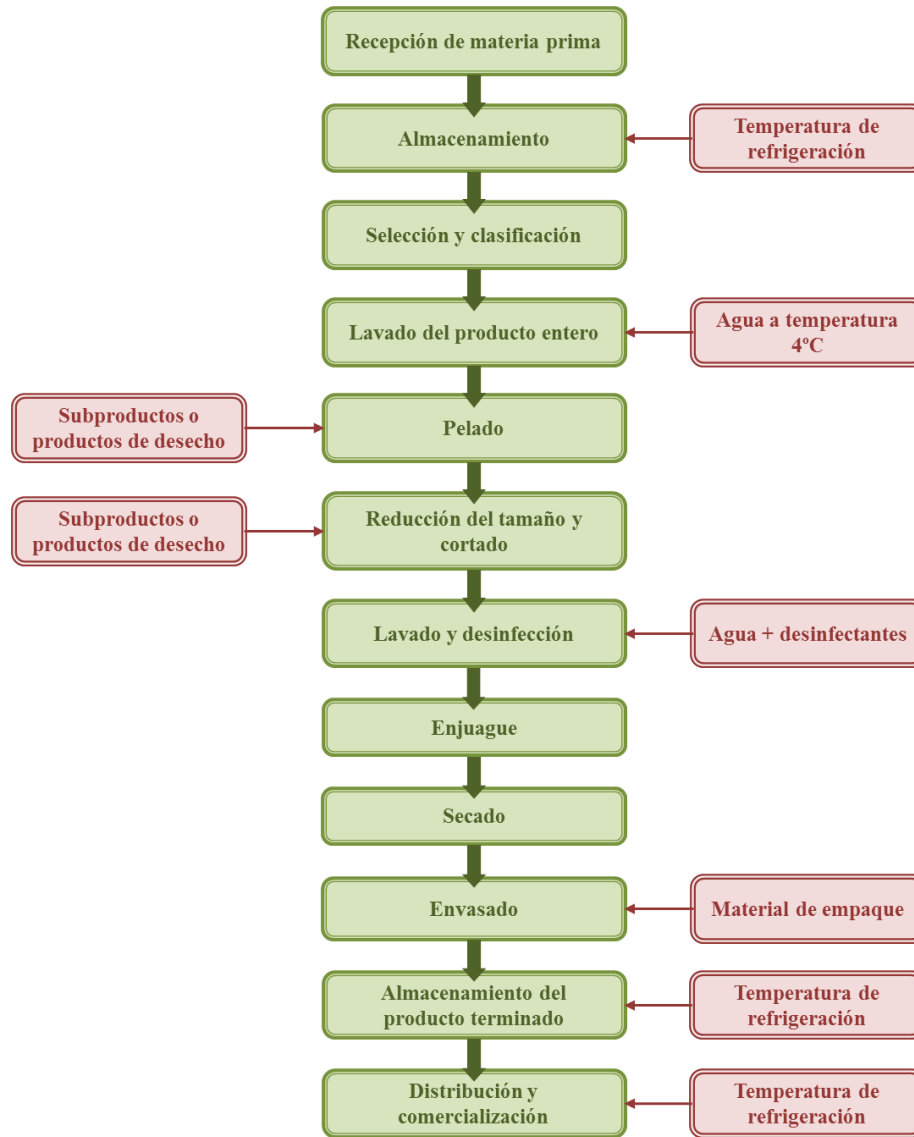 Recepción de materia prima
Almacenamiento
Temperatura de
refrigeración
Selección y clasificación
Lavado del producto entero
Agua a temperatura
4ºC
Subproductos o
productos de desecho
Pelado
Subproductos o
productos de desecho
Reducción del tamaño y
cortado
Lavado y desinfección
Agua + desinfectantes
Enjuague
Secado
Envasado
Material de empaque
Almacenamiento del
producto terminado
Temperatura de
refrigeración
Distribución y
comercialización
Temperatura de
refrigeración